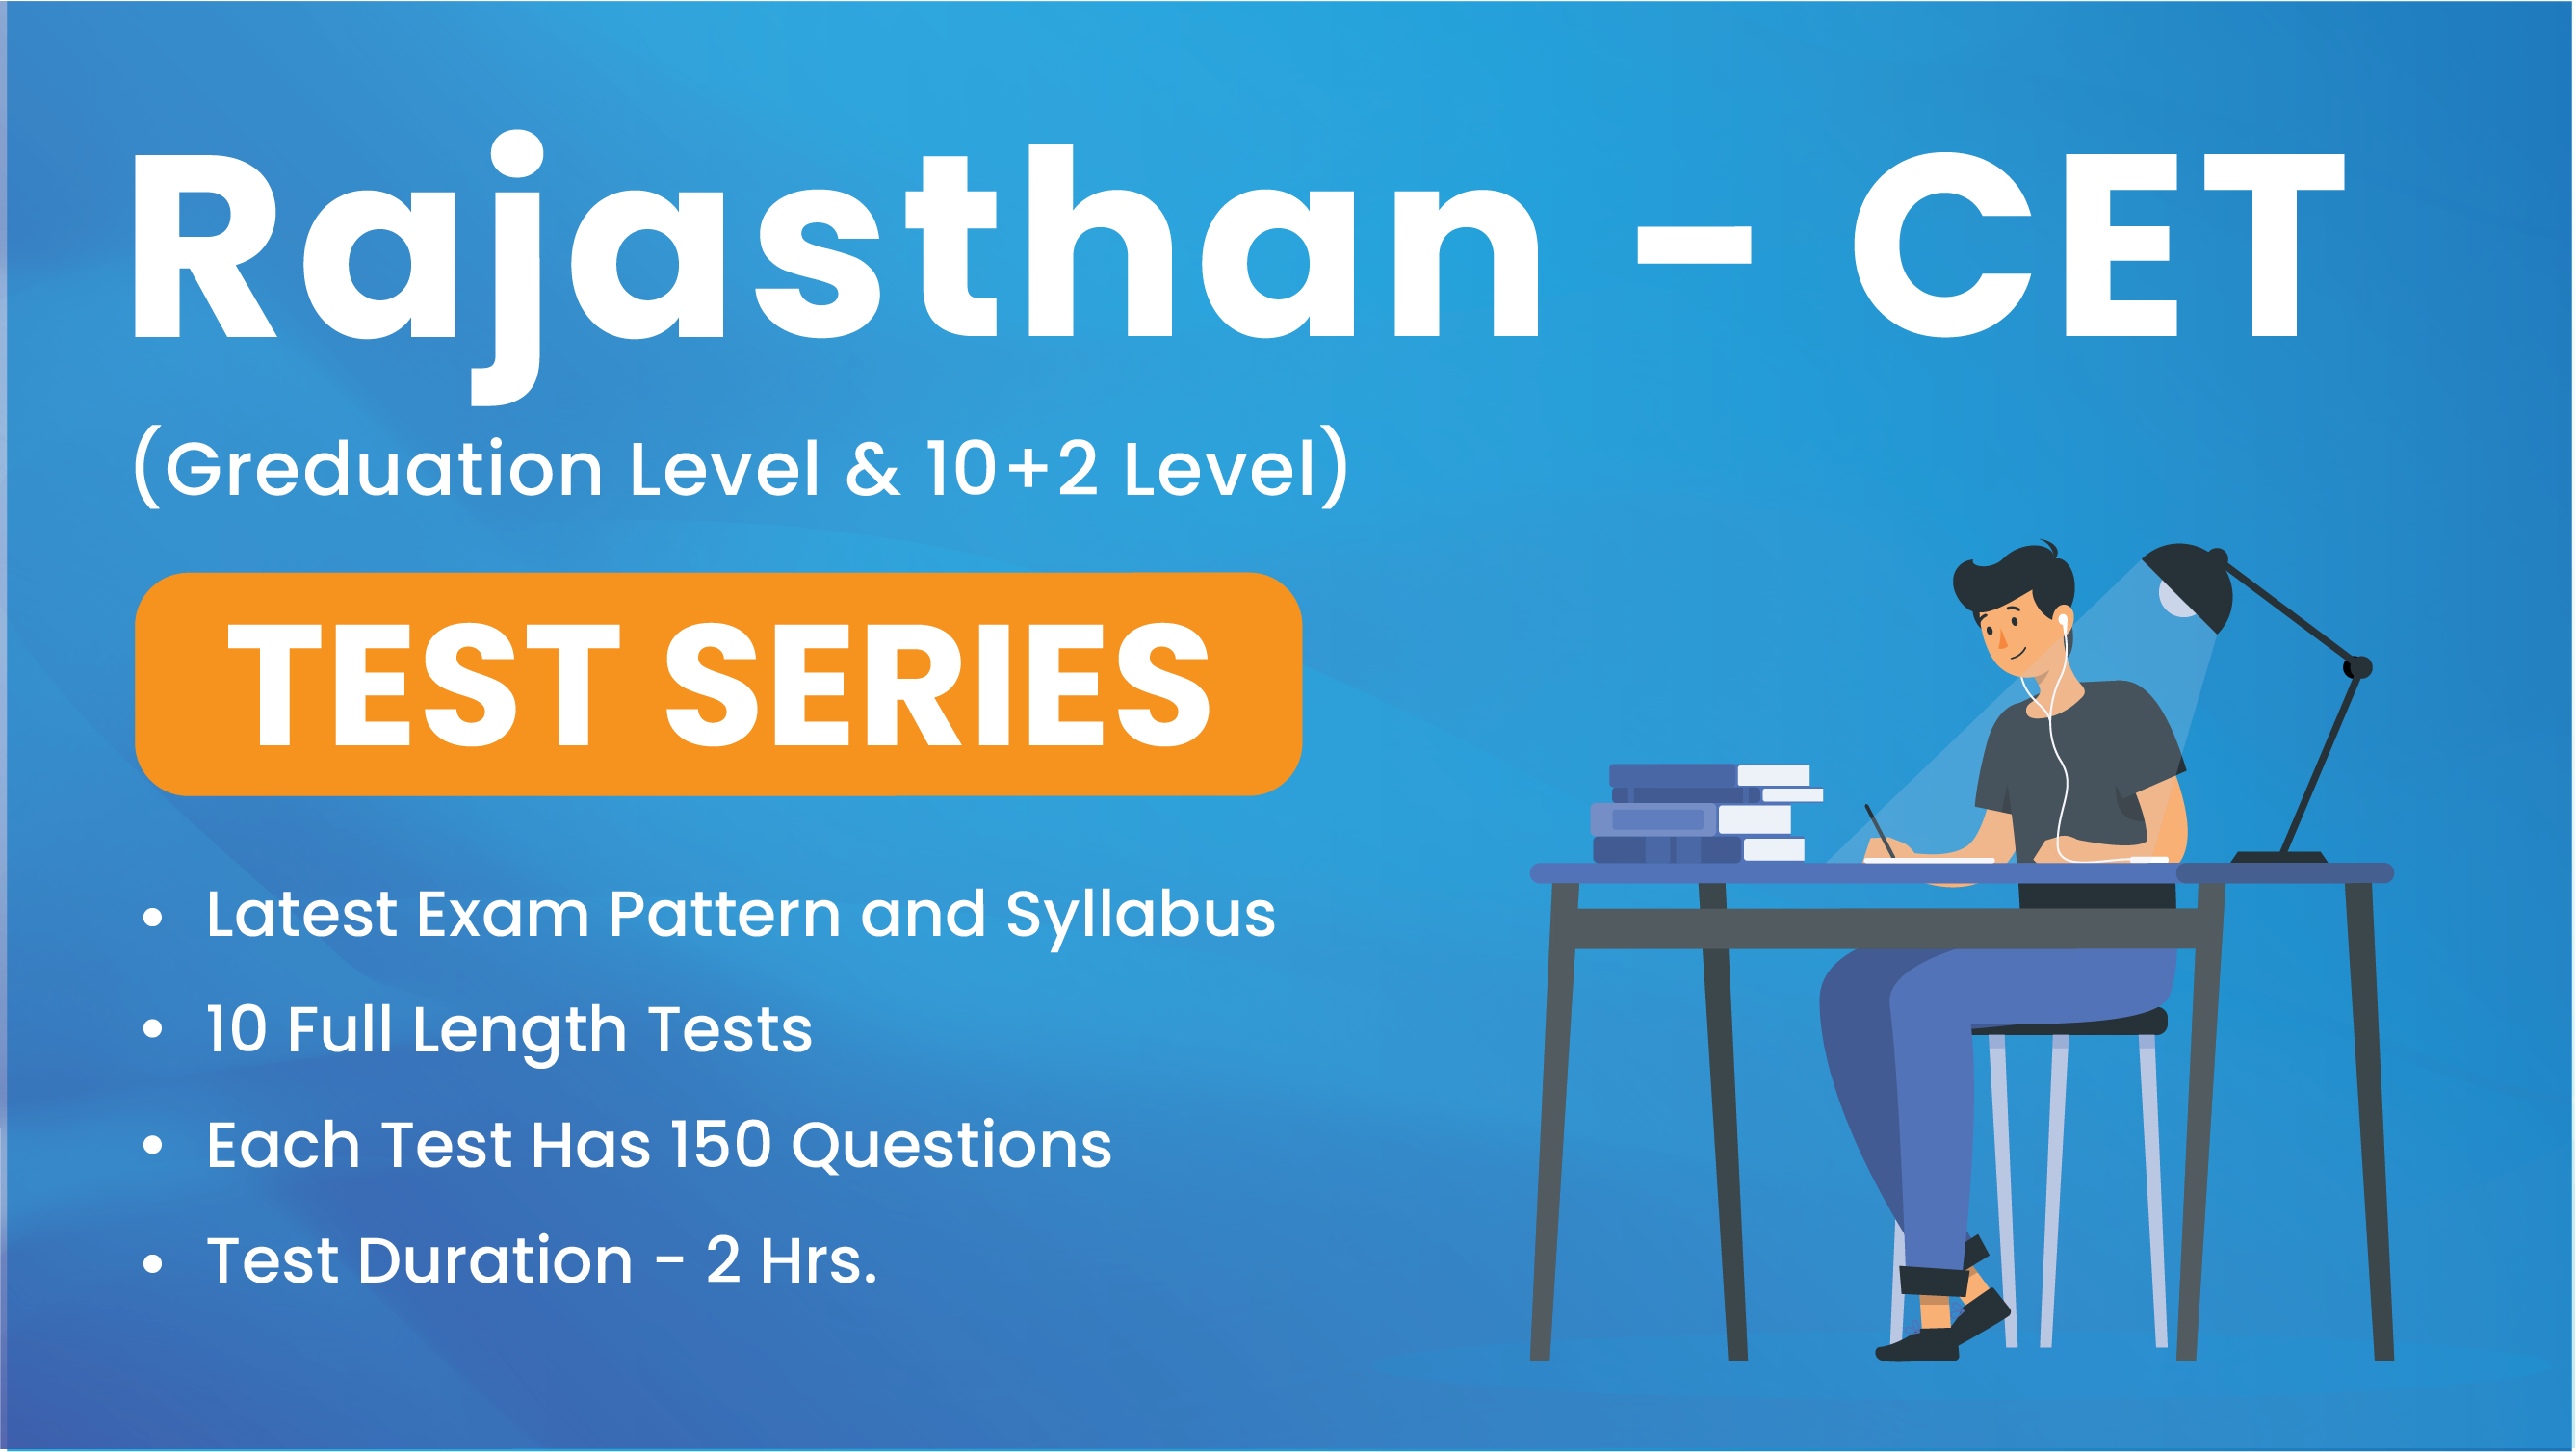 Rajasthan - CET
(Greduation Level & 10+2 Level)
TEST SERIES
• Latest Exam Pattern and Syllabus
• 10 Full Length Tests
• Each Test Has 150 Questions
• Test Duration - 2 Hrs.